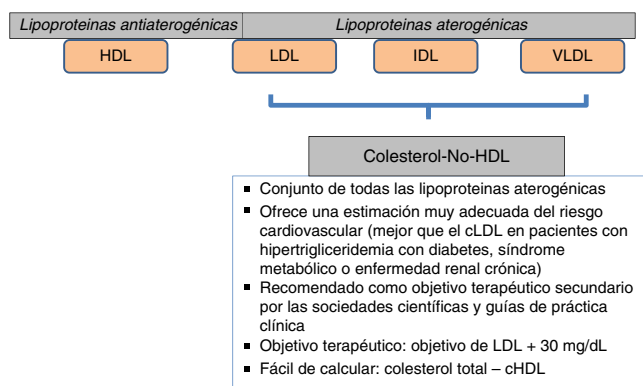 Lipoproteinas antiaterogénicas Lipoproteinas aterogénicas
HDL LDL IDL VLDL
Colesterol-No-HDL
▪ Conjunto de todas las lipoproteinas aterogénicas
▪ Ofrece una estimación muy adecuada del riesgo
cardiovascular (mejor que el cLDL en pacientes con
hipertrigliceridemia con diabetes, síndrome
metabólico o enfermedad renal crónica)
▪ Recomendado como objetivo terapéutico secundario
por las sociedades científicas y guías de práctica
clínica
▪ Objetivo terapéutico: objetivo de LDL + 30 mg/dL
▪ Fácil de calcular: colesterol total – cHDL